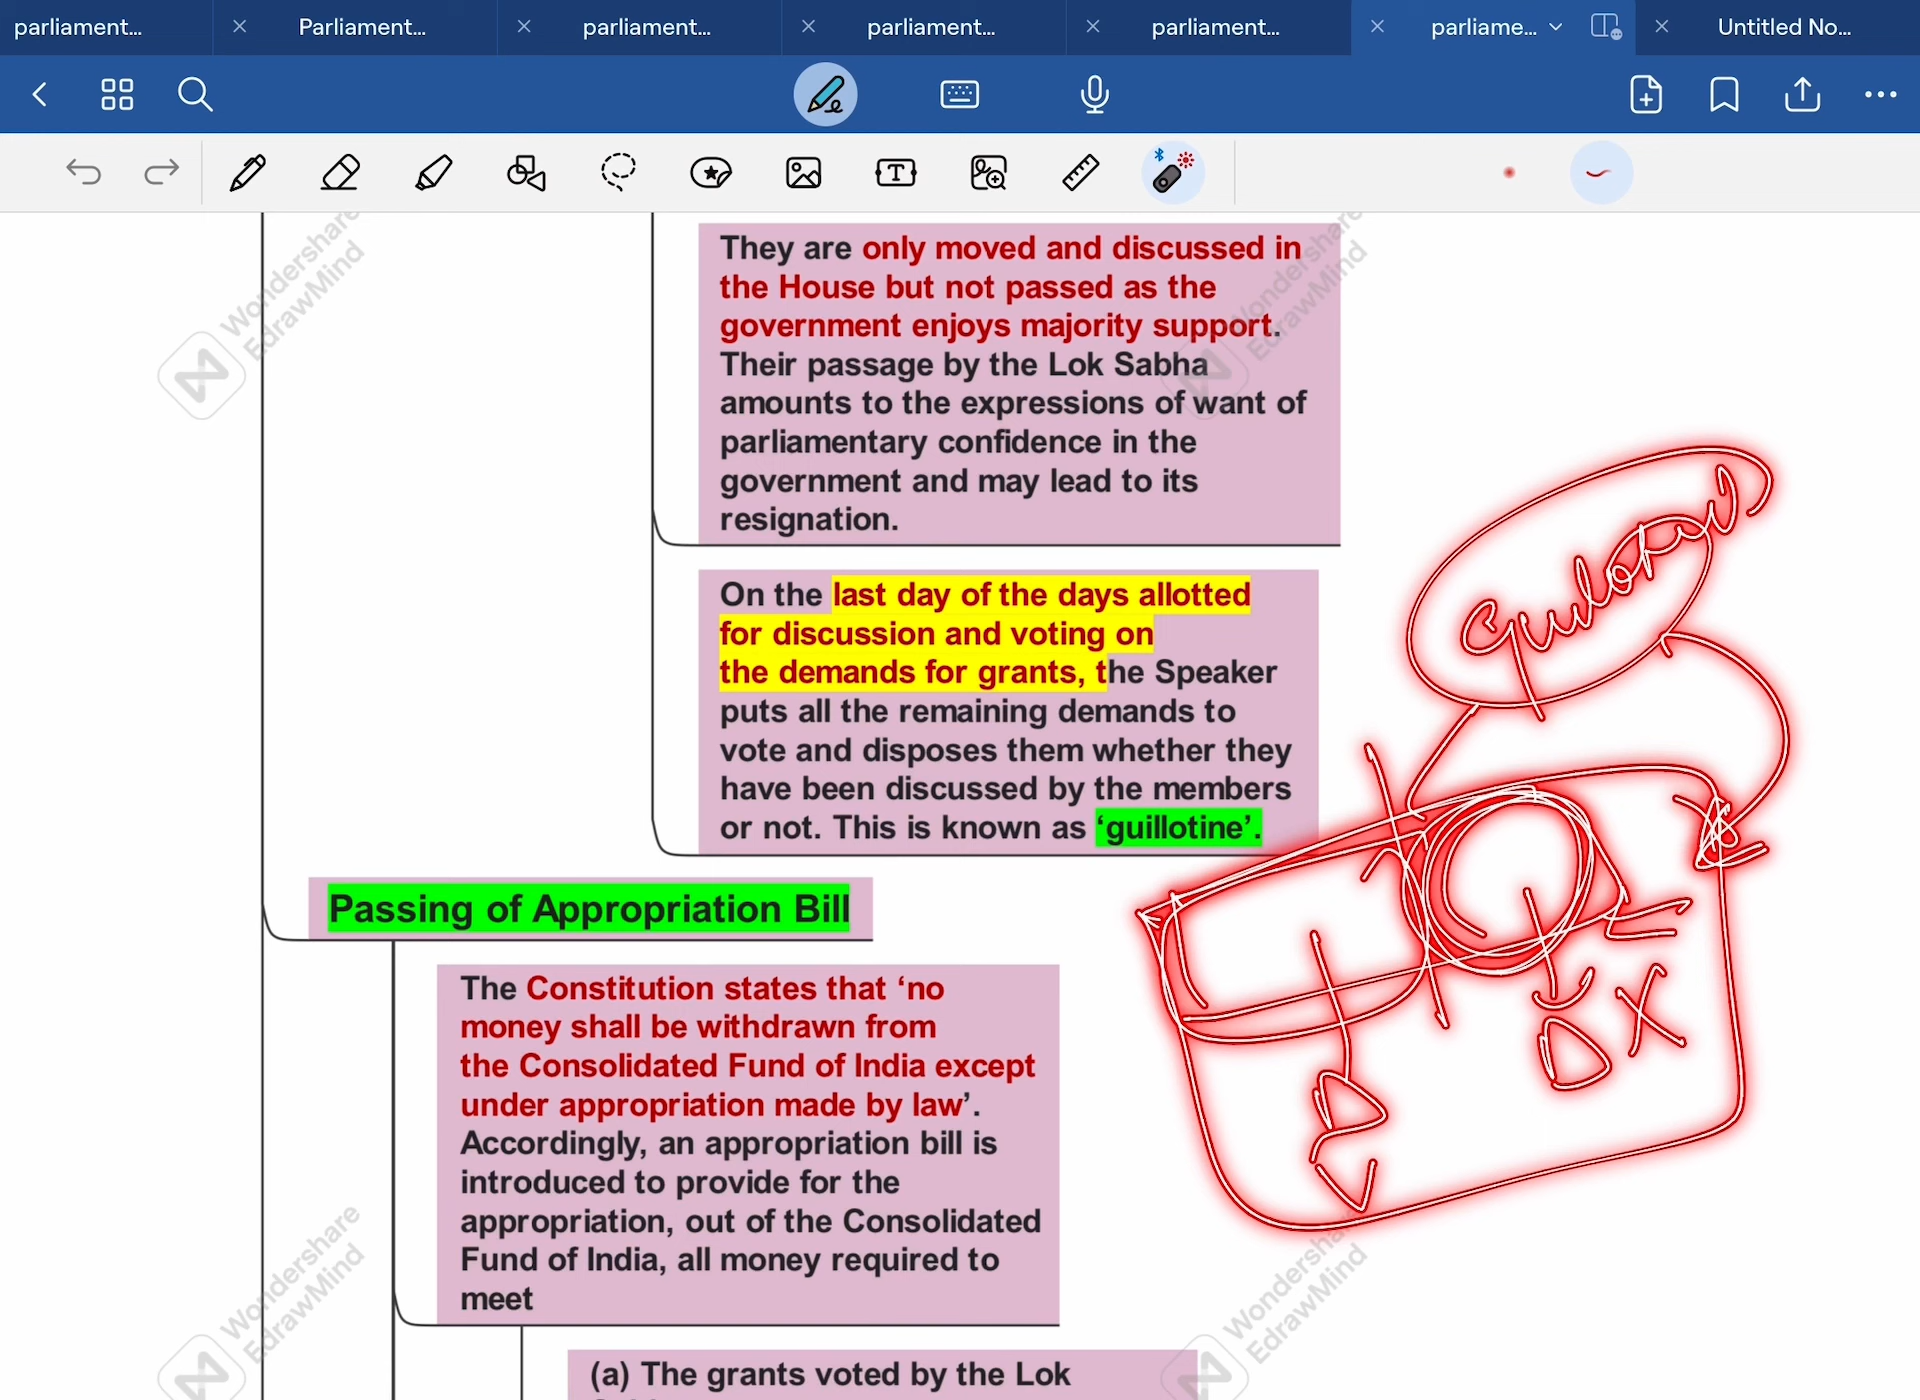 parliament...
Parliament...
parliament...
parliament...
parliament...
parliame...
Untitled No...
They are only moved and discussed in
the House but not passed as the
government enjoys majority support.
Their passage by the Lok Sabha
amounts to the expressions of want of
parliamentary confidence in the
government and may lead to its
resignation.
On the last day of the days allotted
for discussion and voting on
the demands for grants, the Speaker
puts all the remaining demands to
vote and disposes them whether they
have been discussed by the members
or not. This is known as ‘guillotine’.
Passing of Appropriation Bill
The Constitution states that ‘no
money shall be withdrawn from
the Consolidated Fund of India except
under appropriation made by law’.
Accordingly, an appropriation bill is
introduced to provide for the
appropriation, out of the Consolidated
Fund of India, all money required to
meet
(a) The grants voted by the Lok
D X
D
V
Wondershare
EdrawMind
Wondershare
EdrawMind
Wondershare
EdrawMind
Wondershare
EdrawMind